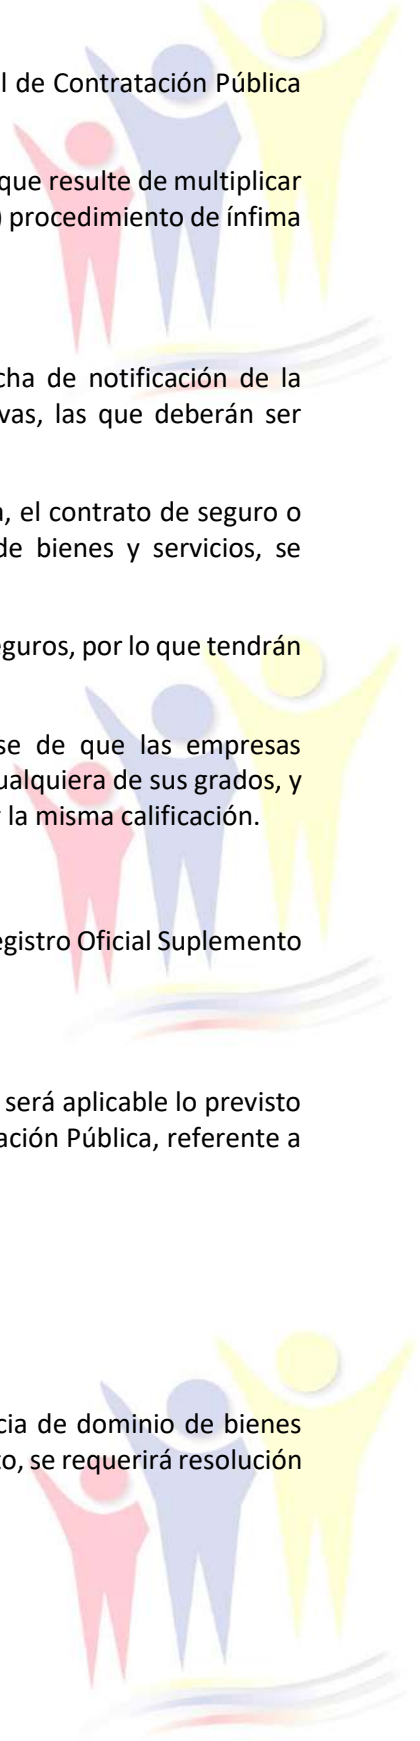 l de Contratación Pública
que resulte de multiplicar
) procedimiento de ínfima
cha de notificación de la
vas, las que deberán ser
, el contrato de seguro o
de bienes y servicios, se
eguros, por lo que tendrán
se de que las empresas
ualquiera de sus grados, y
la misma calificación.
egistro Oficial Suplemento
será aplicable lo previsto
ación Pública, referente a
cia de dominio de bienes
to, se requerirá resolución